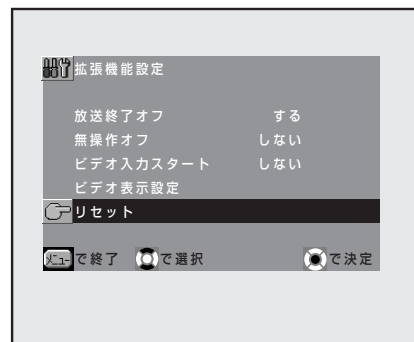 拡張機能設定
放送終了オフ する
無操作オフ しない
ビデオ入力スタート しない
ビデオ表示設定
リセット
メニューで終了 で選択 で決定